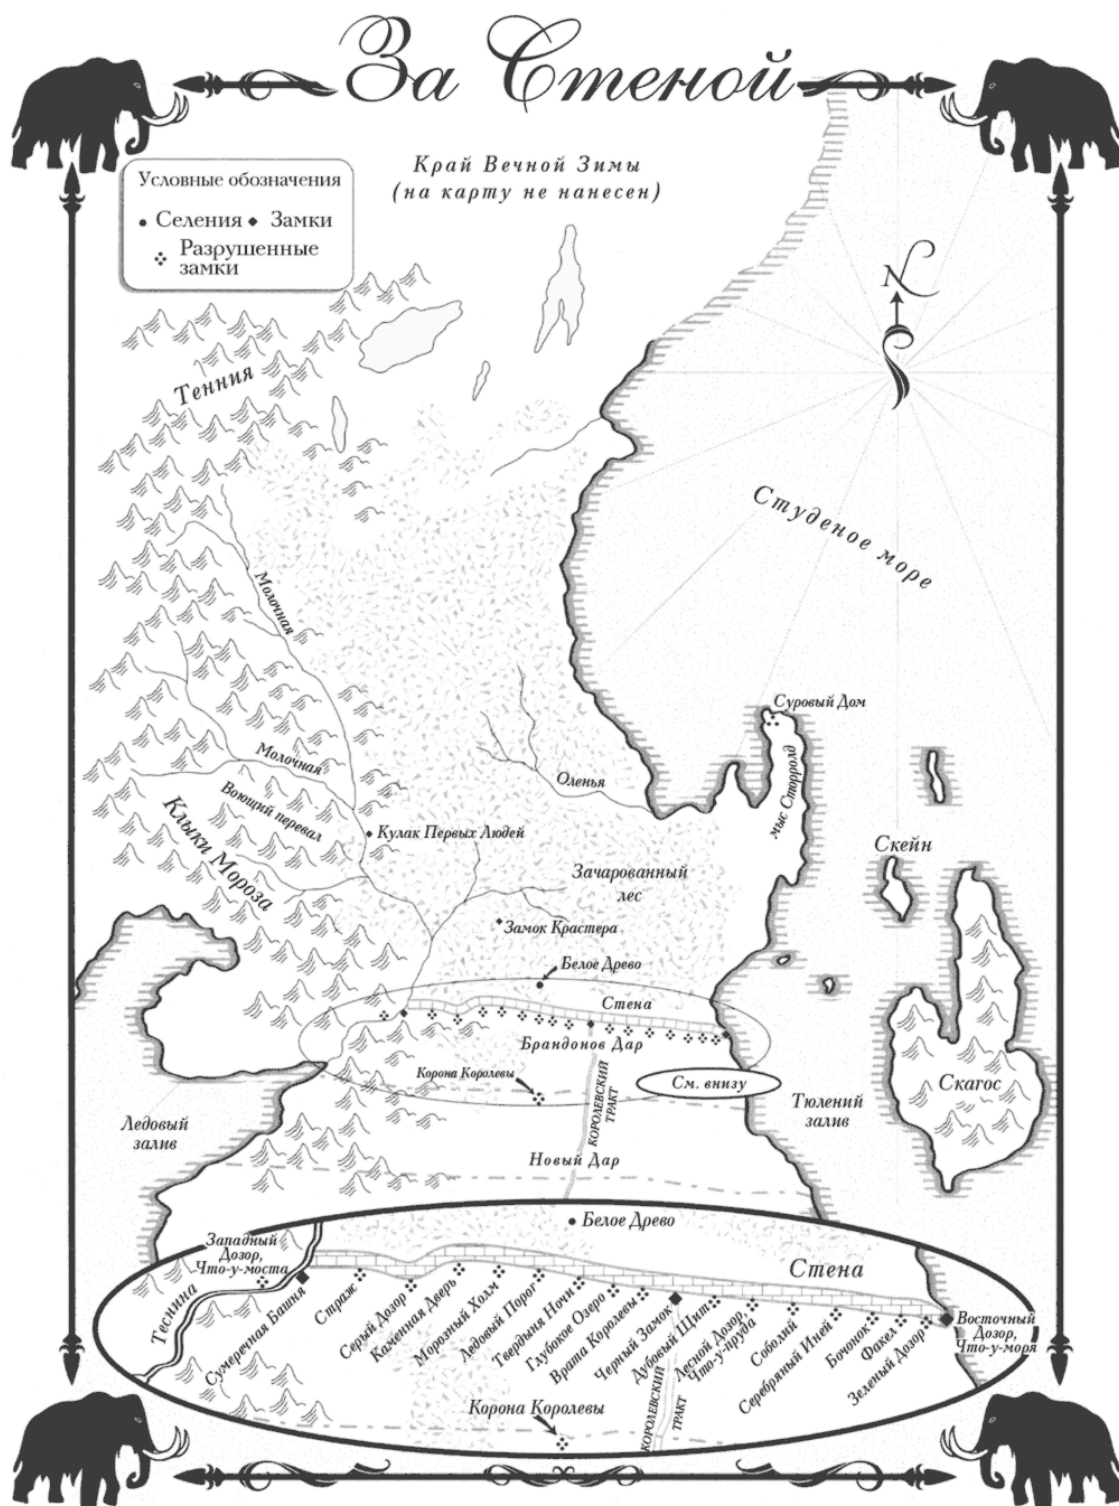 За Стеной
Край Вечной Зимы
(на карту не нанесен)
Условные обозначения
Селения
Замки
Разрушенные
замки
N
Тенния
Студеное море
Молочная
Суровый Дом
мыс Сторролд
Оленья
Молочная
Воющий перевал
Клыки Мороза
Кулак Первых Людей
Скейн
Зачарованный
лес
Замок Крастера
Белое Древо
Стена
Брандонов Дар
Корона Королевы
КОРОЛЕВСКИЙ
ТРАКТ
См. внизу
Скагос
Тюлений
залив
Ледовый
залив
Новый Дар
Белое Древо
Западный
Дозор,
Что-у-моста
Стена
Теснина
Сумеречная Башня
Страж
Серый Дозор
Каменная Дверь
Морозный Холм
Ледовый Порог
Твердыня Ночи
Глубокое Озеро
Врата Королевы
Черный Замок
Дубовый Щит
Лесной Дозор,
Что-у-пруда
Соболий
Серебряный Иней
Бочонок
Факел
Зеленый Дозор
Восточный
Дозор,
Что-у-моря
Корона Королевы
КОРОЛЕВСКИЙ
ТРАКТ